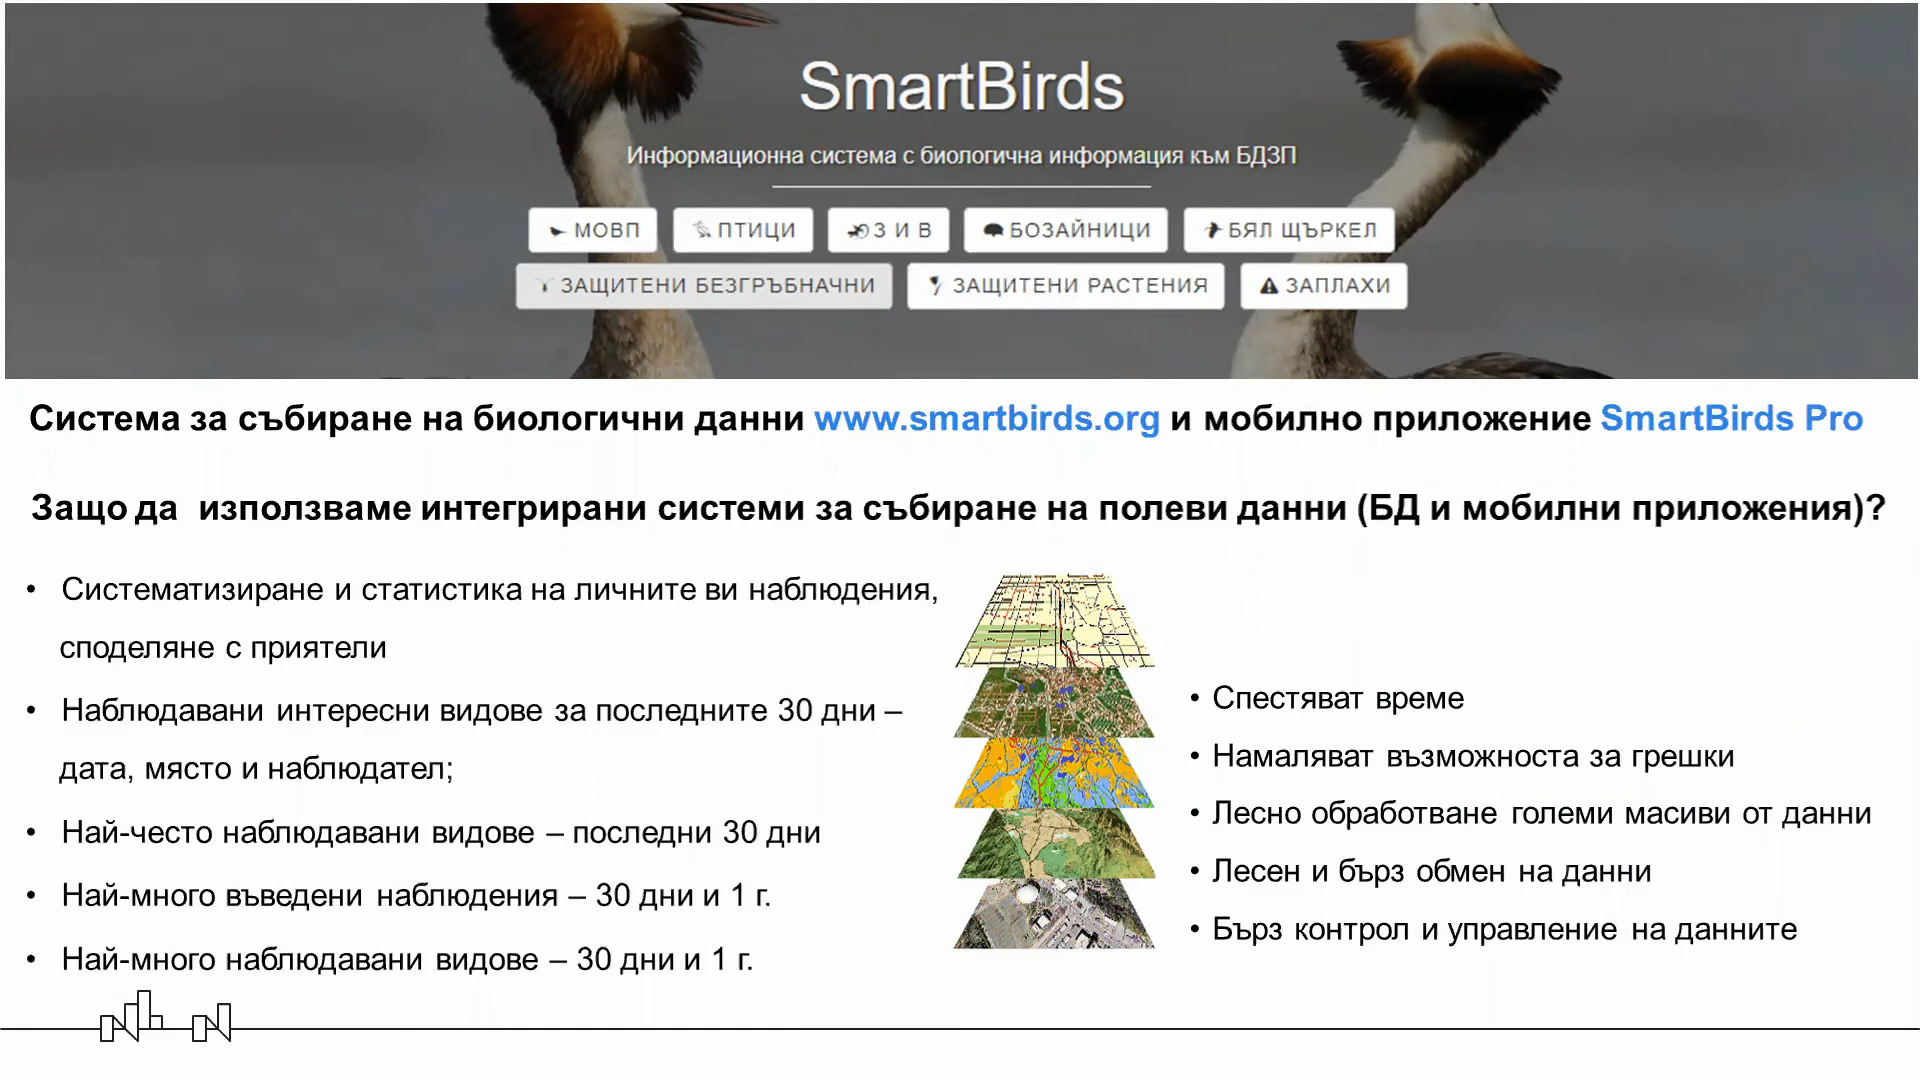 SmartBirds
Информационна система с биологична информация към БДЗП
МОВП
ПТИЦИ
З И В
БОЗАЙНИЦИ
БЯЛ ЩЪРКЕЛ
ЗАЩИТЕНИ БЕЗГРЪБНАЧНИ
ЗАЩИТЕНИ РАСТЕНИЯ
ЗАПЛАХИ
Система за събиране на биологични данни www.smartbirds.org и мобилно приложение SmartBirds Pro
Защо да използваме интегрирани системи за събиране на полеви данни (БД и мобилни приложения)?
• Систематизиране и статистика на личните ви наблюдения,
споделяне с приятели
• Наблюдавани интересни видове за последните 30 дни –
дата, място и наблюдател;
• Най-често наблюдавани видове – последни 30 дни
• Най-много въведени наблюдения – 30 дни и 1 г.
• Най-много наблюдавани видове – 30 дни и 1 г.
• Спестяват време
• Намаляват възможноста за грешки
• Лесно обработване големи масиви от данни
• Лесен и бърз обмен на данни
• Бърз контрол и управление на данните